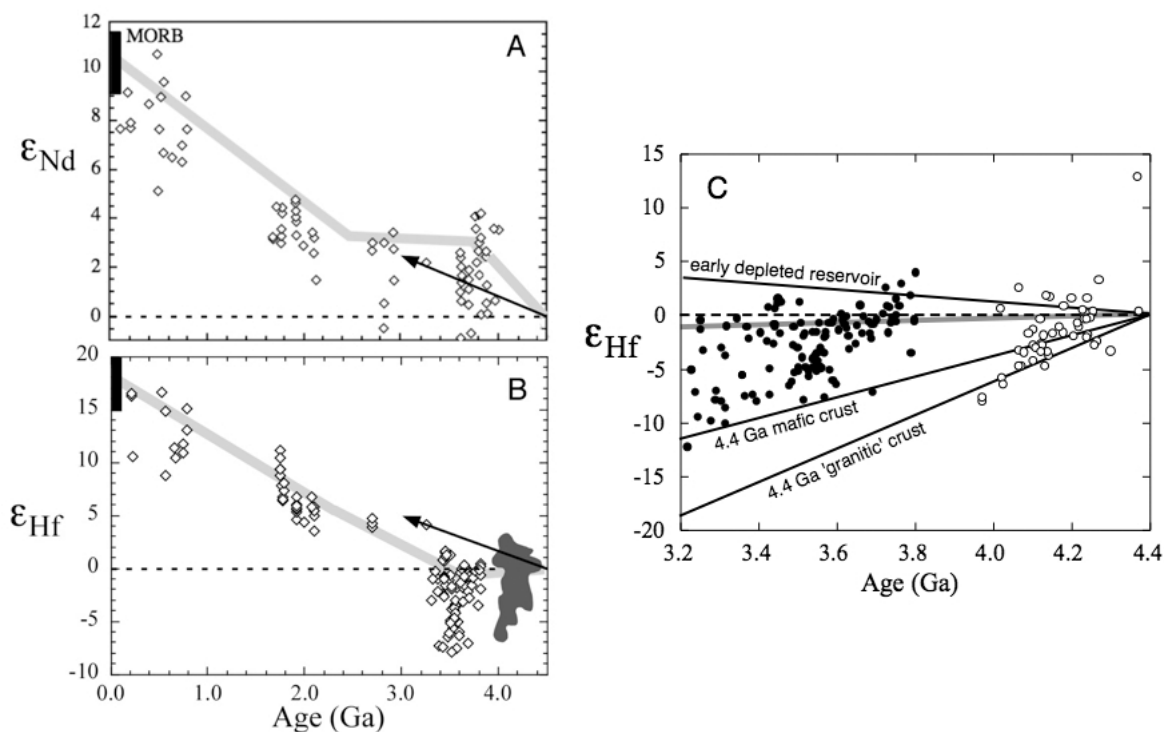 12
10
8
6
4
2
0
εNd
MORB
A
20
15
10
5
0
-5
-10
εHf
B
0.0 1.0 2.0 3.0 4.0
Age (Ga)
15
10
5
0
-5
-10
-15
-20
εHf
C
early depleted reservoir
4.4 Ga mafic crust
4.4 Ga 'granitic' crust
3.2 3.4 3.6 3.8 4.0 4.2 4.4
Age (Ga)